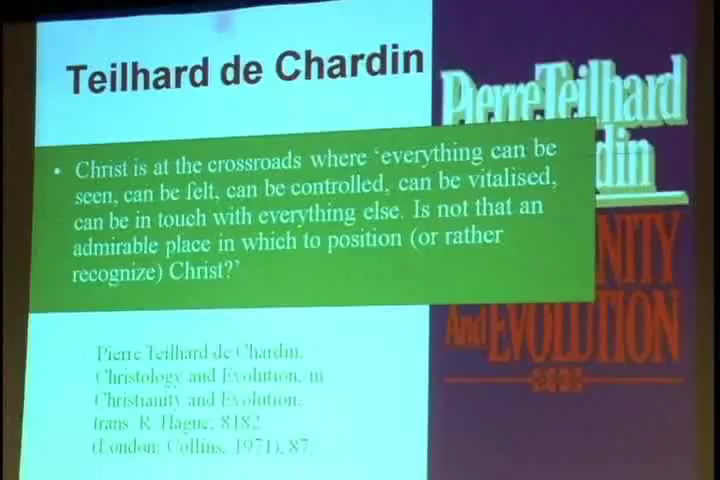 Teilhard de Chardin
• Christ is at the crossroads where ‘everything can be
seen, can be felt, can be controlled, can be vitalised,
can be in touch with everything else. Is not that an
admirable place in which to position (or rather
recognize) Christ?’
Pierre Teilhard de Chardin,
Christology and Evolution, in
Christianity and Evolution,
trans. R. Hague, 8182
(London: Collins, 1971), 87.
Pierre Teilhard
din
NITY
And EVOLUTION